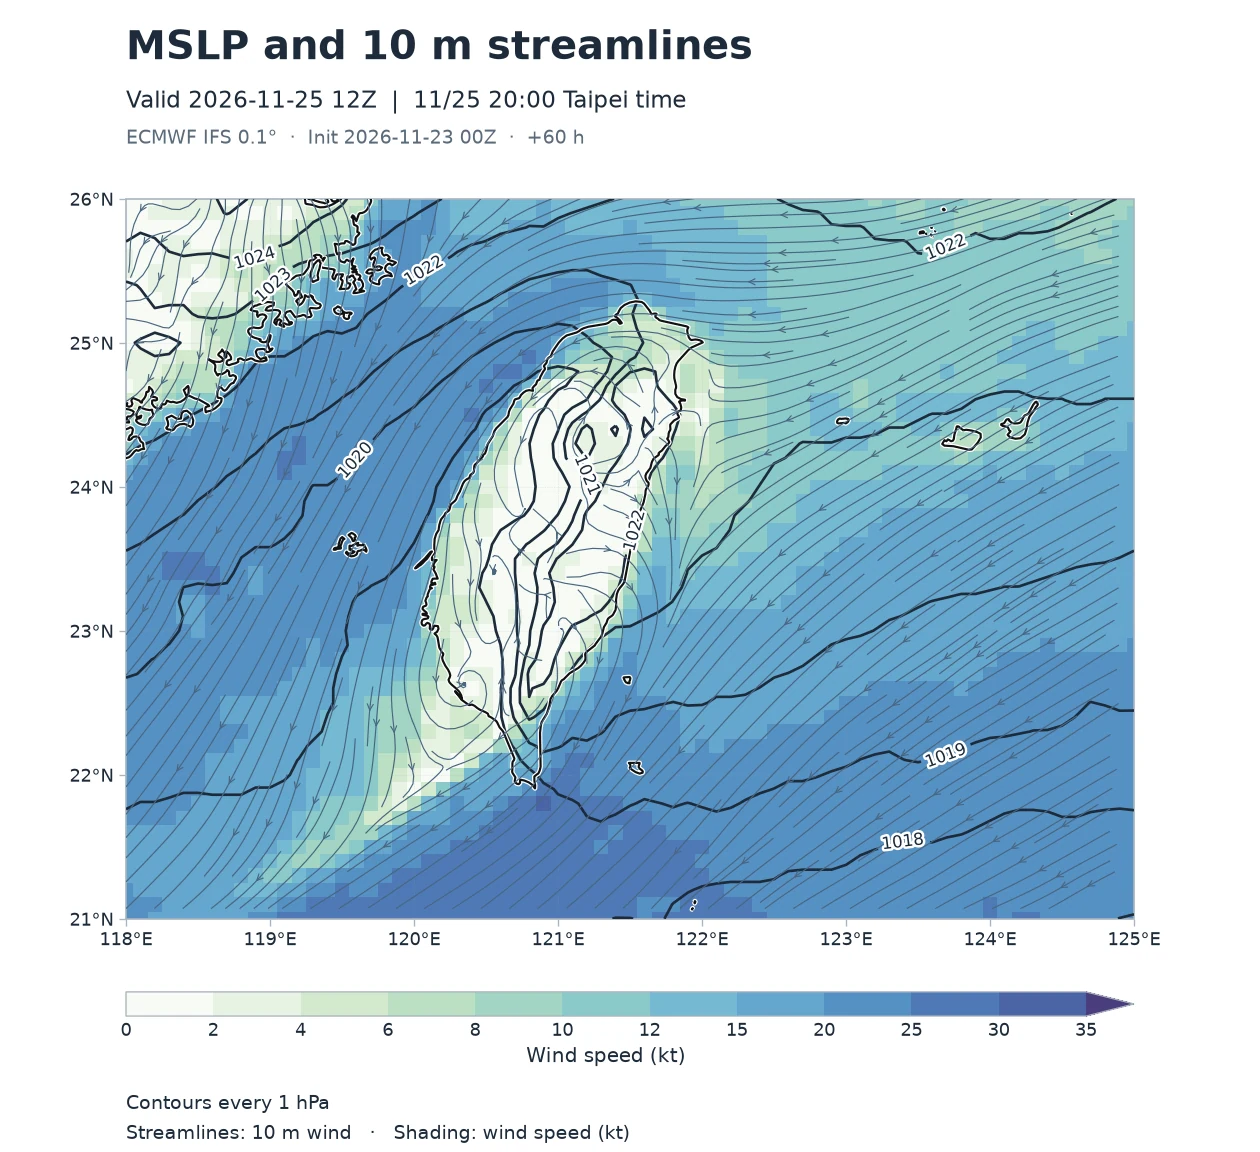 MSLP and 10 m streamlines
Valid 2026-11-25 12Z | 11/25 20:00 Taipei time
ECMWF IFS 0.1° · Init 2026-11-23 00Z · +60 h
26°N
1024
1023
1022
1022
25°N
1020
24°N
1021
1022
23°N
22°N
1019
1018
21°N
118°E 119°E 120°E 121°E 122°E 123°E 124°E 125°E
0 2 4 6 8 10 12 15 20 25 30 35
Wind speed (kt)
Contours every 1 hPa
Streamlines: 10 m wind · Shading: wind speed (kt)